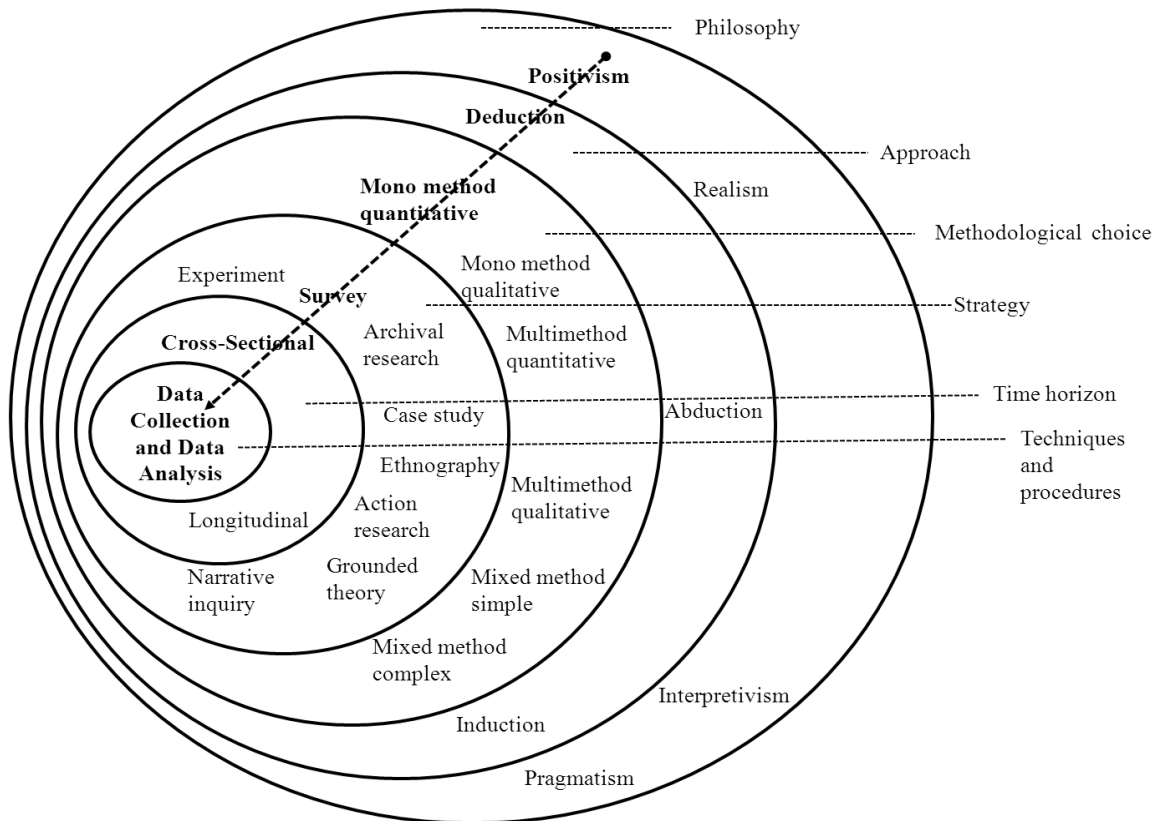 Philosophy
Positivism
Deduction
Approach
Realism
Mono method
quantitative
Methodological choice
Mono method
qualitative
Experiment
Survey
Strategy
Archival
research
Multimethod
quantitative
Cross-Sectional
Time horizon
Data
Collection
and Data
Analysis
Case study
Abduction
Techniques
and
procedures
Ethnography
Multimethod
qualitative
Action
research
Longitudinal
Grounded
theory
Narrative
inquiry
Mixed method
simple
Mixed method
complex
Interpretivism
Induction
Pragmatism